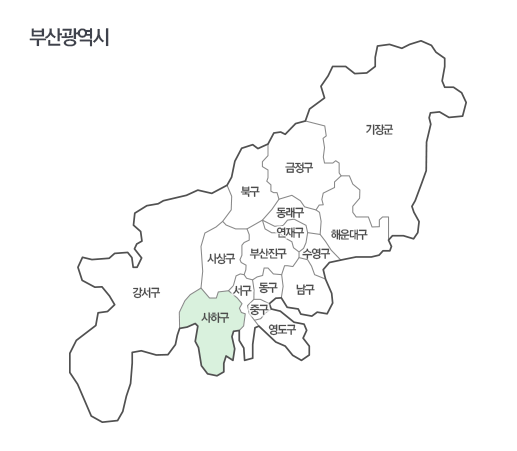 부산광역시
기장군
금정구
북구
동래구
연재구
해운대구
수영구
부산진구
사상구
강서구
서구
동구
남구
사하구
중구
영도구